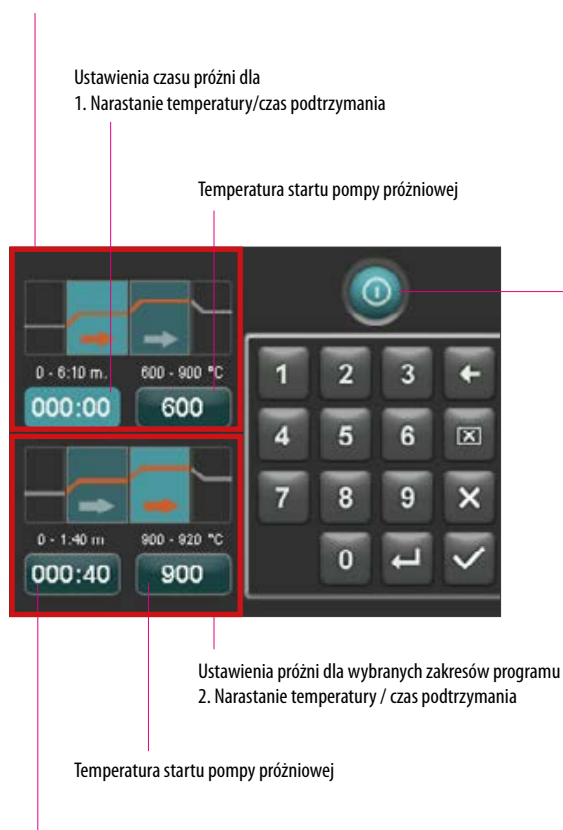 Ustawienia czasu próżni dla
1. Narastanie temperatury/czas podtrzymania
Temperatura startu pompy próżniowej
0 - 6:10 m.
600 - 900 °C
000:00
600
0 - 1:40 m
900 - 920 °C
000:40
900
1
2
3
4
5
6
7
8
9
0
Ustawienia próżni dla wybranych zakresów programu
2. Narastanie temperatury / czas podtrzymania
Temperatura startu pompy próżniowej